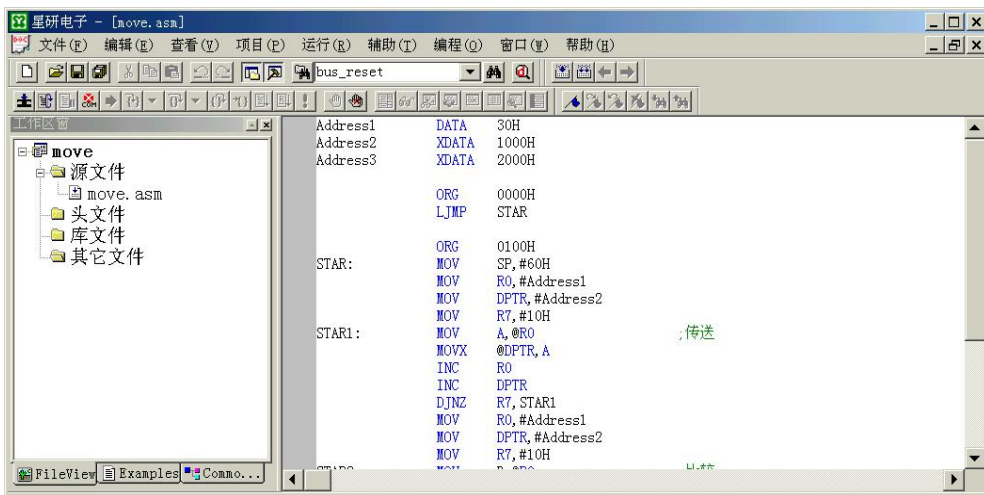 星研电子 - [move.asm]
文件(F) 编辑(E) 查看(V) 项目(P) 运行(R) 辅助(T) 编程(O) 窗口(W) 帮助(H)
bus_reset
工作区窗
move
源文件
move.asm
头文件
库文件
其它文件
FileView Examples Commo...
Address1 DATA 30H
Address2 XDATA 1000H
Address3 XDATA 2000H
ORG 0000H
LJMP STAR
ORG 0100H
STAR: MOV SP,#60H
MOV R0,#Address1
MOV DPTR,#Address2
MOV R7,#10H
STAR1: MOV A,@R0 ;传送
MOVX @DPTR,A
INC R0
INC DPTR
DJNZ R7,STAR1
MOV R0,#Address1
MOV DPTR,#Address2
MOV R7,#10H